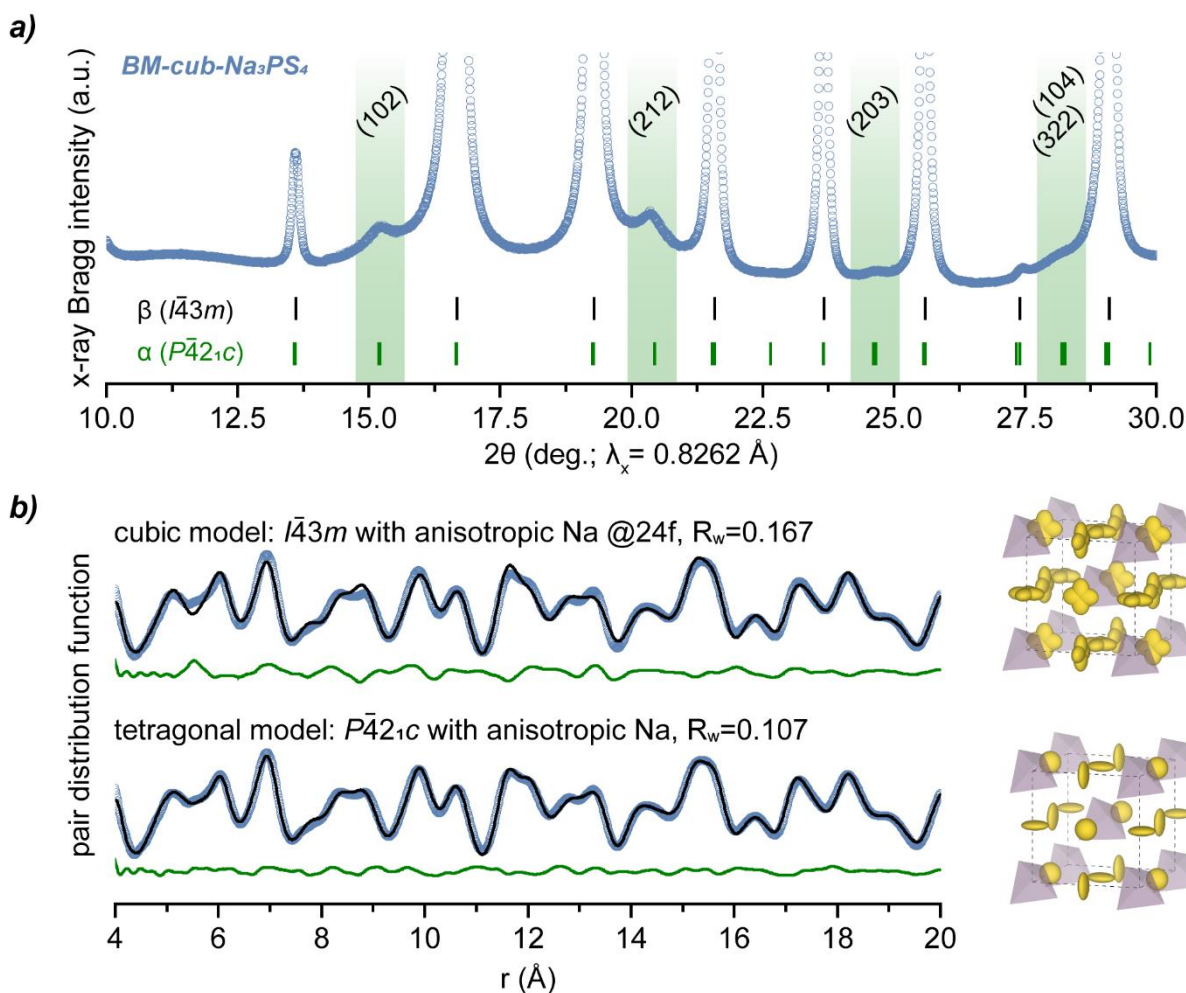 a)
BM-cub-Na₃PS₄
(102)
(212)
(203)
(104)
(322)
x-ray Bragg intensity (a.u.)
β (I4̅3m)
α (P4̅2₁c)
10.0 12.5 15.0 17.5 20.0 22.5 25.0 27.5 30.0
2θ (deg.; λₓ= 0.8262 Å)
b)
cubic model: I4̅3m with anisotropic Na @24f, R_w=0.167
tetragonal model: P4̅2₁c with anisotropic Na, R_w=0.107
pair distribution function
4 6 8 10 12 14 16 18 20
r (Å)